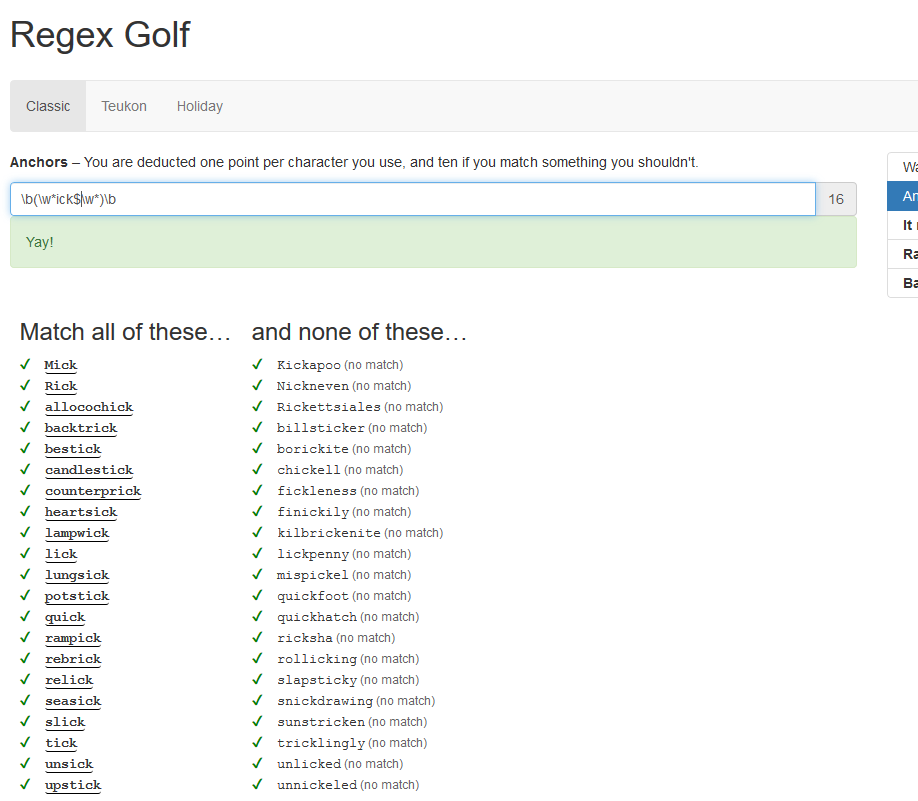 Regex Golf
Classic Teukon Holiday
Anchors – You are deducted one point per character you use, and ten if you match something you shouldn't.
\b(\w*ick$\w*)\b 16
Yay!
Match all of these… and none of these…
✓ Mick ✓ Kickapoo (no match)
✓ Rick ✓ Nickneven (no match)
✓ allocochick ✓ Rickettsiales (no match)
✓ backtrick ✓ billsticker (no match)
✓ bestick ✓ borickite (no match)
✓ candlestick ✓ chickell (no match)
✓ counterprick ✓ fickleness (no match)
✓ heartsick ✓ finickily (no match)
✓ lampwick ✓ kilbrickenite (no match)
✓ lick ✓ lickpenny (no match)
✓ lungsick ✓ mispickel (no match)
✓ potstick ✓ quickfoot (no match)
✓ quick ✓ quickhatch (no match)
✓ rampick ✓ ricksha (no match)
✓ rebrick ✓ rollicking (no match)
✓ relick ✓ slapsticky (no match)
✓ seasick ✓ snickdrawing (no match)
✓ slick ✓ sunstricken (no match)
✓ tick ✓ tricklingly (no match)
✓ unsick ✓ unlicked (no match)
✓ upstick ✓ unnickeled (no match)
Wa
An
It
Ra
Ba